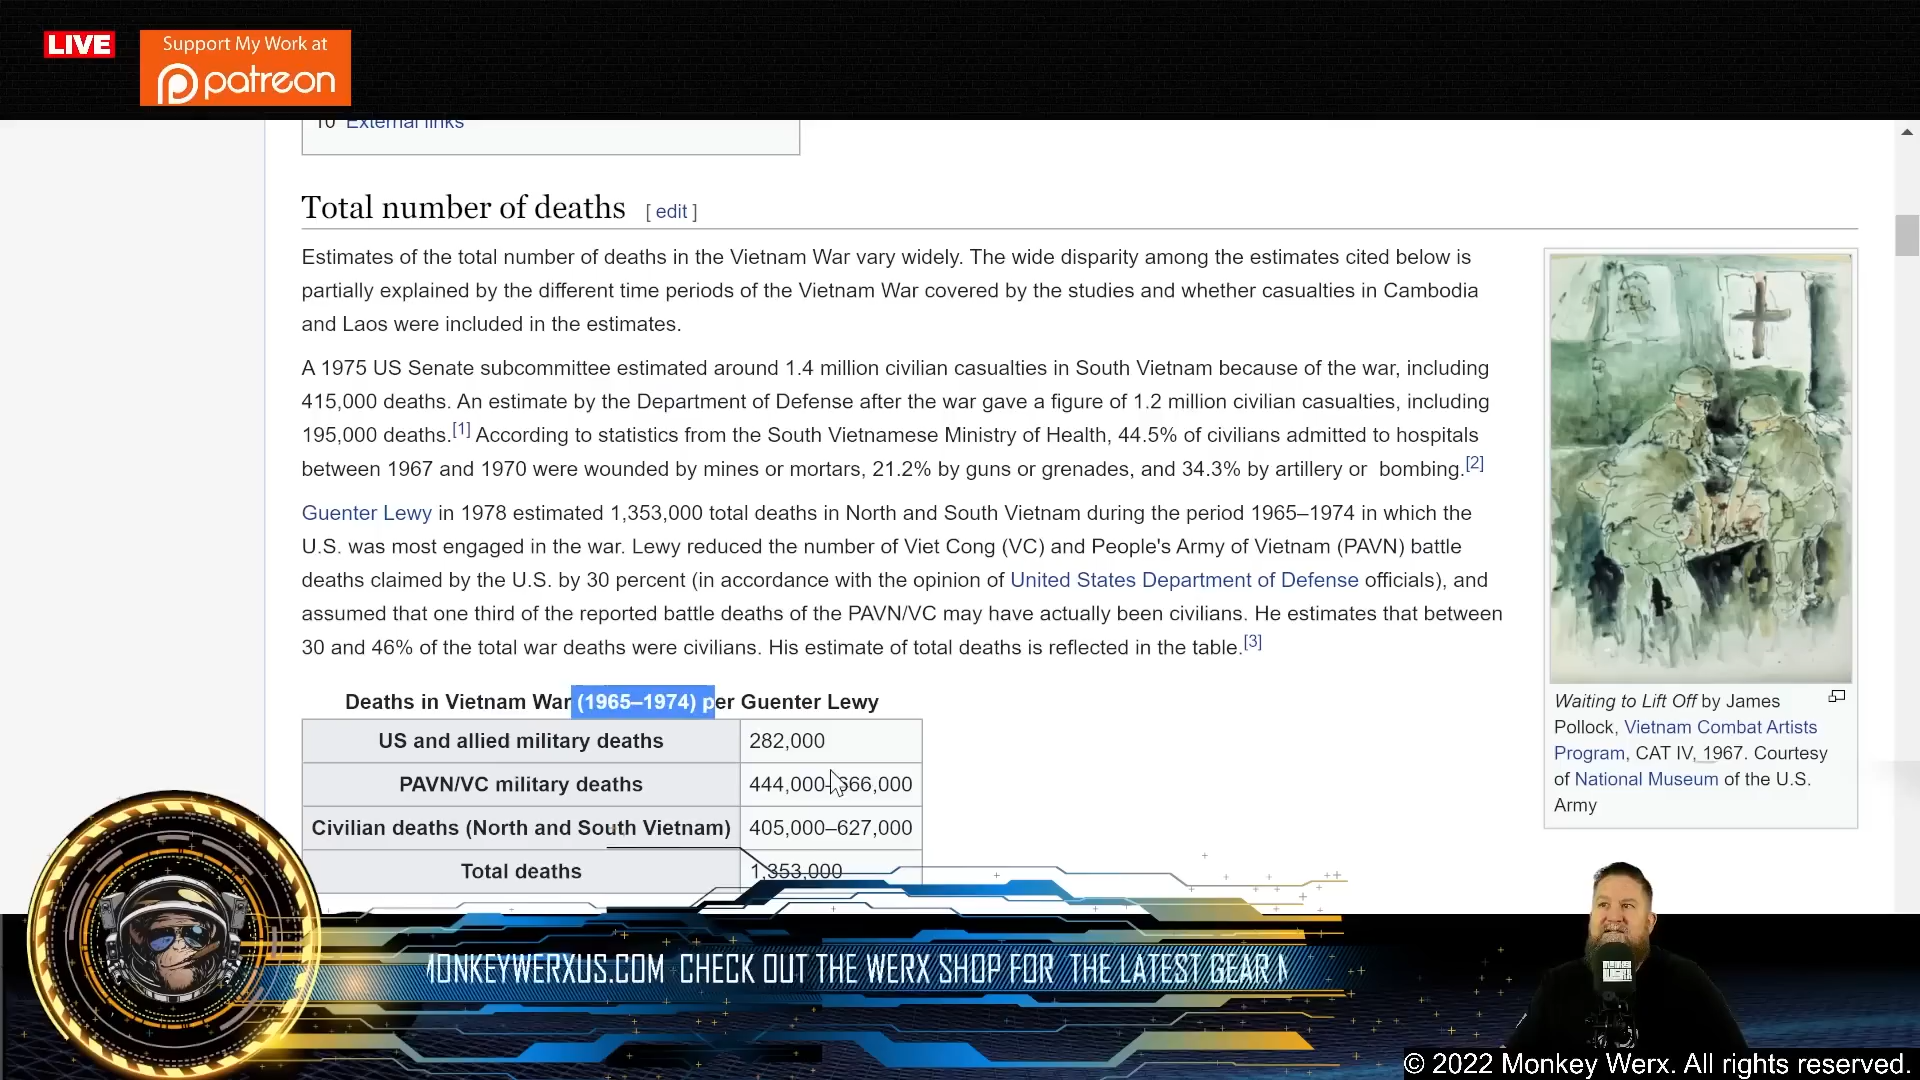 LIVE
Support My Work at
patreon
10 External links
Total number of deaths [ edit ]
Estimates of the total number of deaths in the Vietnam War vary widely. The wide disparity among the estimates cited below is
partially explained by the different time periods of the Vietnam War covered by the studies and whether casualties in Cambodia
and Laos were included in the estimates.
A 1975 US Senate subcommittee estimated around 1.4 million civilian casualties in South Vietnam because of the war, including
415,000 deaths. An estimate by the Department of Defense after the war gave a figure of 1.2 million civilian casualties, including
195,000 deaths.[1] According to statistics from the South Vietnamese Ministry of Health, 44.5% of civilians admitted to hospitals
between 1967 and 1970 were wounded by mines or mortars, 21.2% by guns or grenades, and 34.3% by artillery or bombing.[2]
Guenter Lewy in 1978 estimated 1,353,000 total deaths in North and South Vietnam during the period 1965–1974 in which the
U.S. was most engaged in the war. Lewy reduced the number of Viet Cong (VC) and People's Army of Vietnam (PAVN) battle
deaths claimed by the U.S. by 30 percent (in accordance with the opinion of United States Department of Defense officials), and
assumed that one third of the reported battle deaths of the PAVN/VC may have actually been civilians. He estimates that between
30 and 46% of the total war deaths were civilians. His estimate of total deaths is reflected in the table.[3]
Deaths in Vietnam War (1965–1974) per Guenter Lewy
US and allied military deaths 282,000
PAVN/VC military deaths 444,000–666,000
Civilian deaths (North and South Vietnam) 405,000–627,000
Total deaths 1,353,000
Waiting to Lift Off by James
Pollock, Vietnam Combat Artists
Program, CAT IV, 1967. Courtesy
of National Museum of the U.S.
Army
MONKEYWERXUS.COM CHECK OUT THE WERX SHOP FOR THE LATEST GEAR
© 2022 Monkey Werx. All rights reserved.